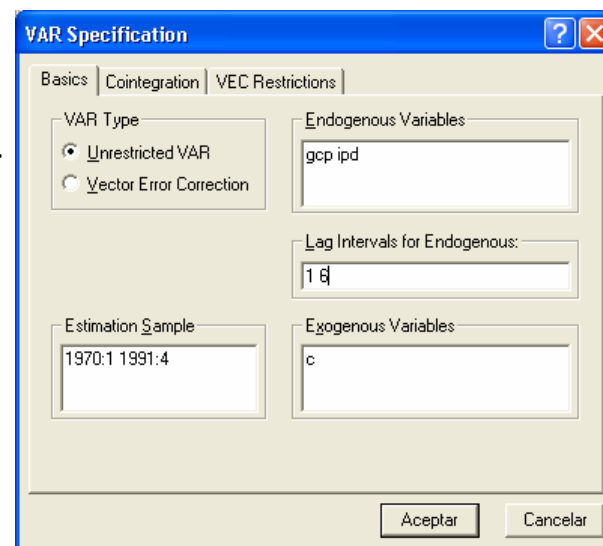 VAR Specification
Basics
Cointegration
VEC Restrictions
VAR Type
Unrestricted VAR
Vector Error Correction
Endogenous Variables
gcp ipd
Lag Intervals for Endogenous:
1 6
Estimation Sample
1970:1 1991:4
Exogenous Variables
c
Aceptar
Cancelar